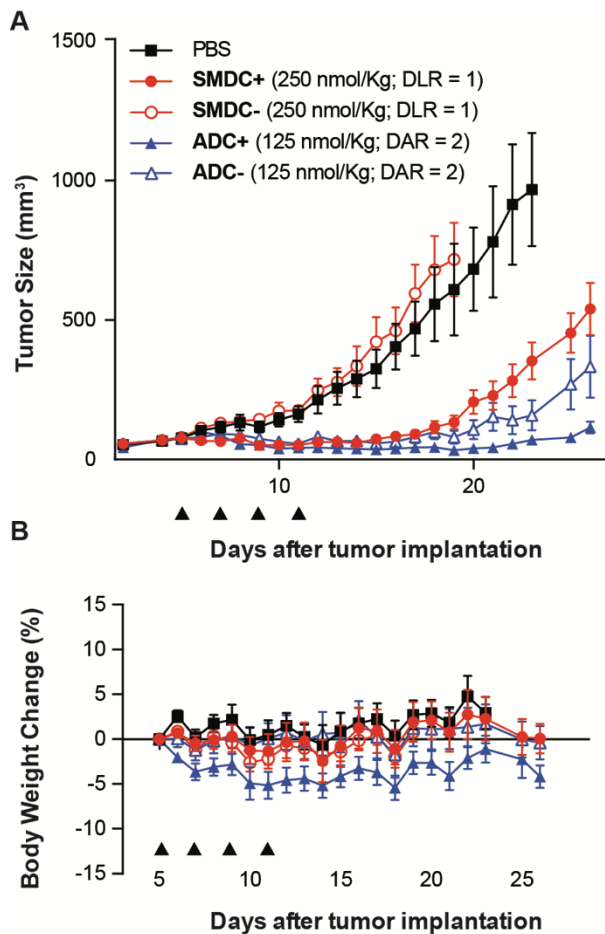 A
1500
PBS
SMDC+ (250 nmol/Kg; DLR = 1)
SMDC- (250 nmol/Kg; DLR = 1)
ADC+ (125 nmol/Kg; DAR = 2)
ADC- (125 nmol/Kg; DAR = 2)
1000
500
0
Tumor Size (mm³)
10 20
Days after tumor implantation
B
15
10
5
0
-5
-10
-15
Body Weight Change (%)
5 10 15 20 25
Days after tumor implantation